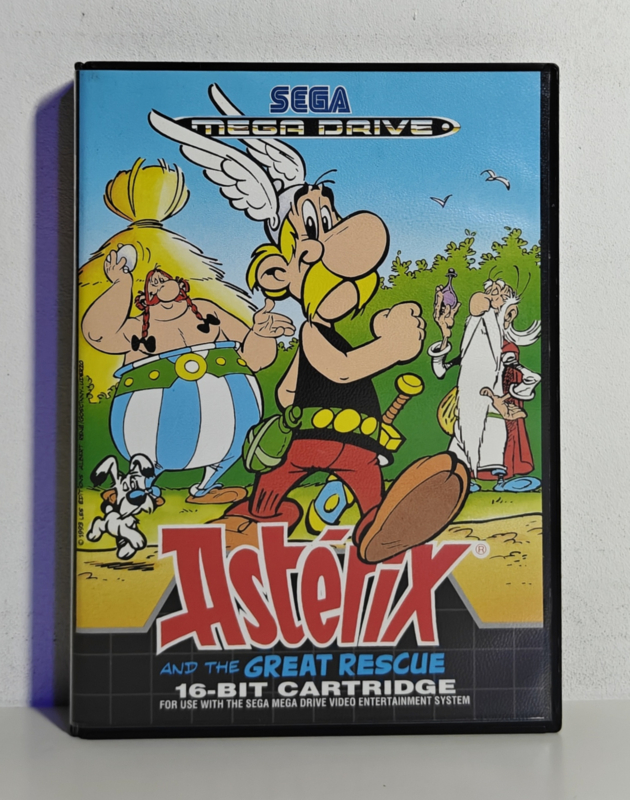 SEGA
MEGA DRIVE
Astérix®
AND THE GREAT RESCUE
16-BIT CARTRIDGE
FOR USE WITH THE SEGA MEGA DRIVE VIDEO ENTERTAINMENT SYSTEM